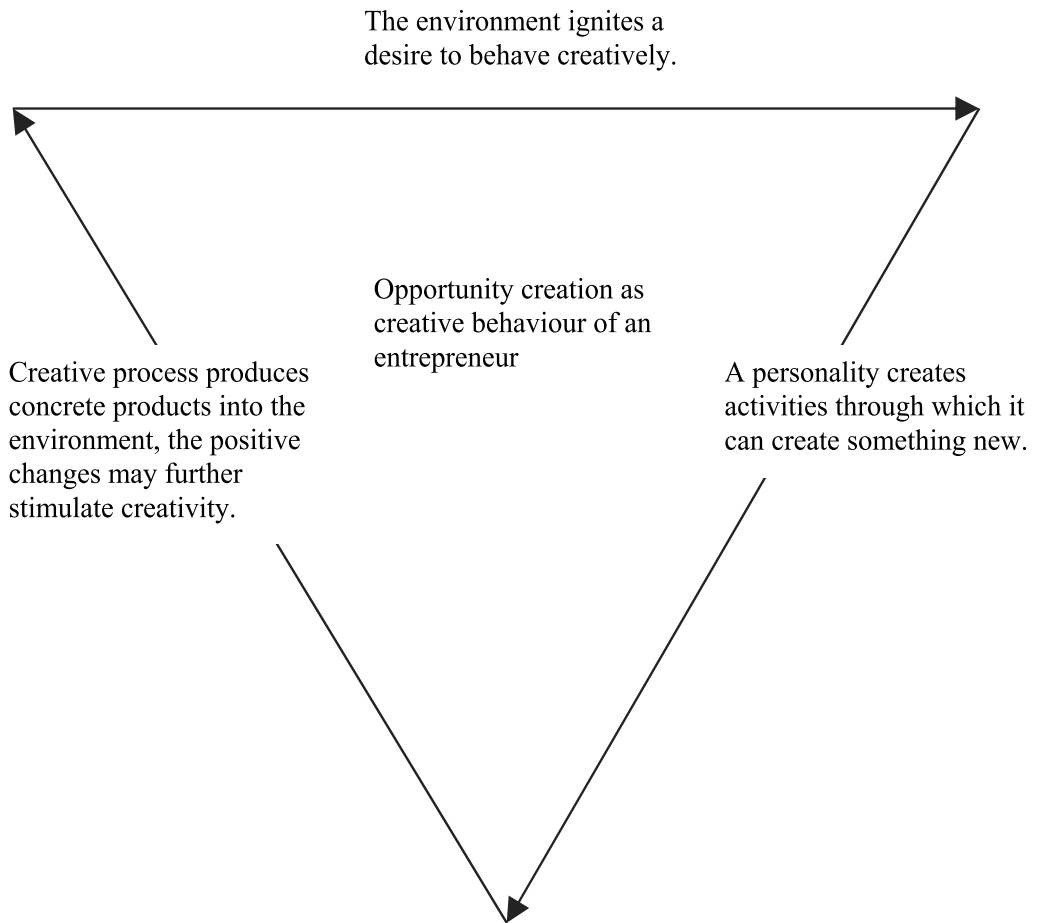 The environment ignites a
desire to behave creatively.
Opportunity creation as
creative behaviour of an
entrepreneur
Creative process produces
concrete products into the
environment, the positive
changes may further
stimulate creativity.
A personality creates
activities through which it
can create something new.